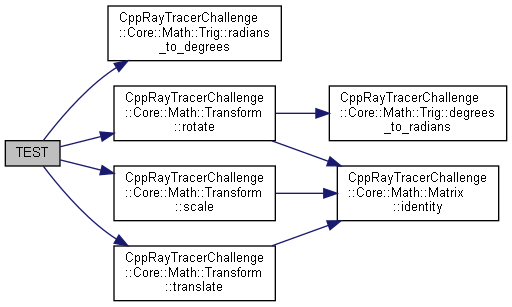 CppRayTracerChallenge
::Core::Math::Trig::radians
_to_degrees
CppRayTracerChallenge
::Core::Math::Transform
::rotate
CppRayTracerChallenge
::Core::Math::Trig::degrees
_to_radians
TEST
CppRayTracerChallenge
::Core::Math::Transform
::scale
CppRayTracerChallenge
::Core::Math::Matrix
::identity
CppRayTracerChallenge
::Core::Math::Transform
::translate